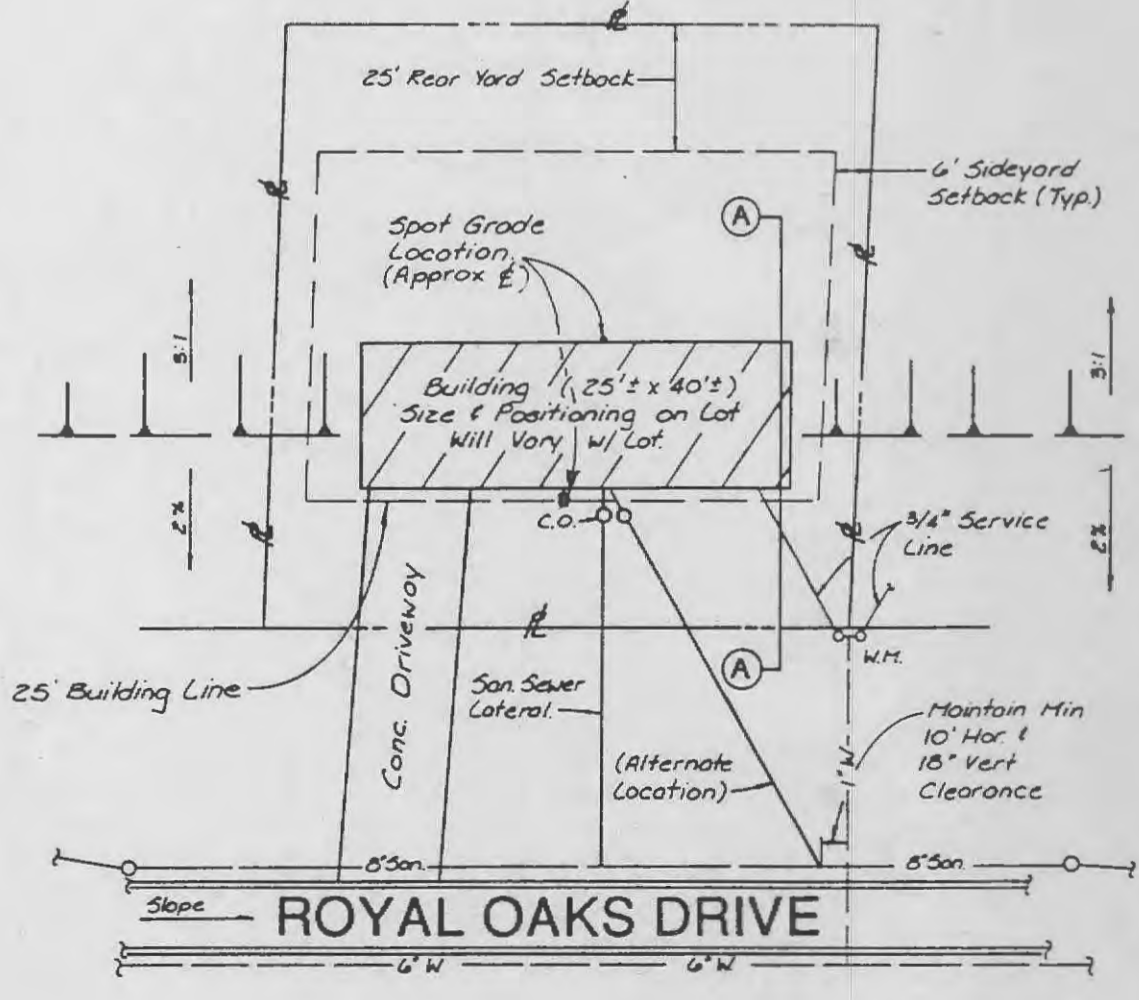 ℄
25' Rear Yard Setback
6' Sideyard
Setback (Typ.)
℄
A
Spot Grade
Location
(Approx ℄)
℄
3:1
3:1
Building (25'± x 40'±)
Size & Positioning on Lot
Will Vary w/ Lot.
2%
2%
℄
C.O.
3/4" Service
Line
℄
℄
W.M.
25' Building Line
Conc. Driveway
San. Sewer
Lateral
A
Maintain Min
10' Hor. &
18" Vert
Clearance
(Alternate
Location)
1" W
8" San.
8" San.
Slope
ROYAL OAKS DRIVE
6" W
6" W